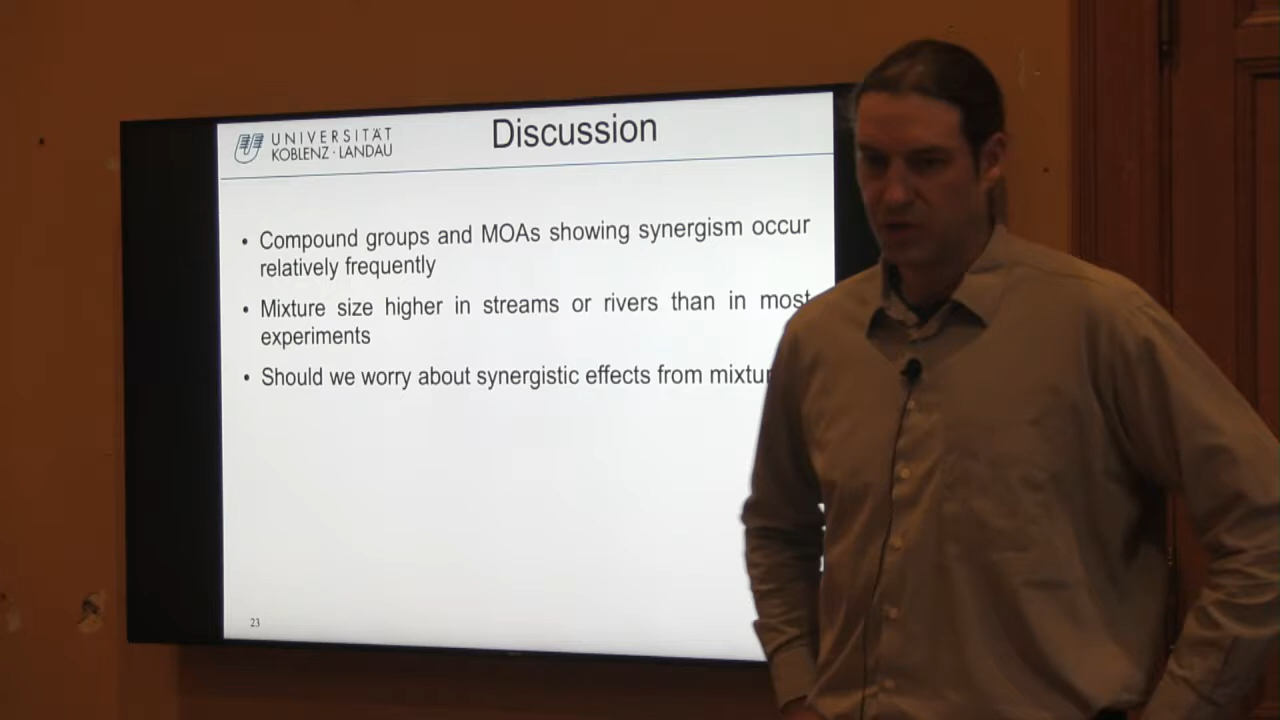 UNIVERSITÄT
KOBLENZ · LANDAU
Discussion
• Compound groups and MOAs showing synergism occur
relatively frequently
• Mixture size higher in streams or rivers than in most
experiments
• Should we worry about synergistic effects from
23